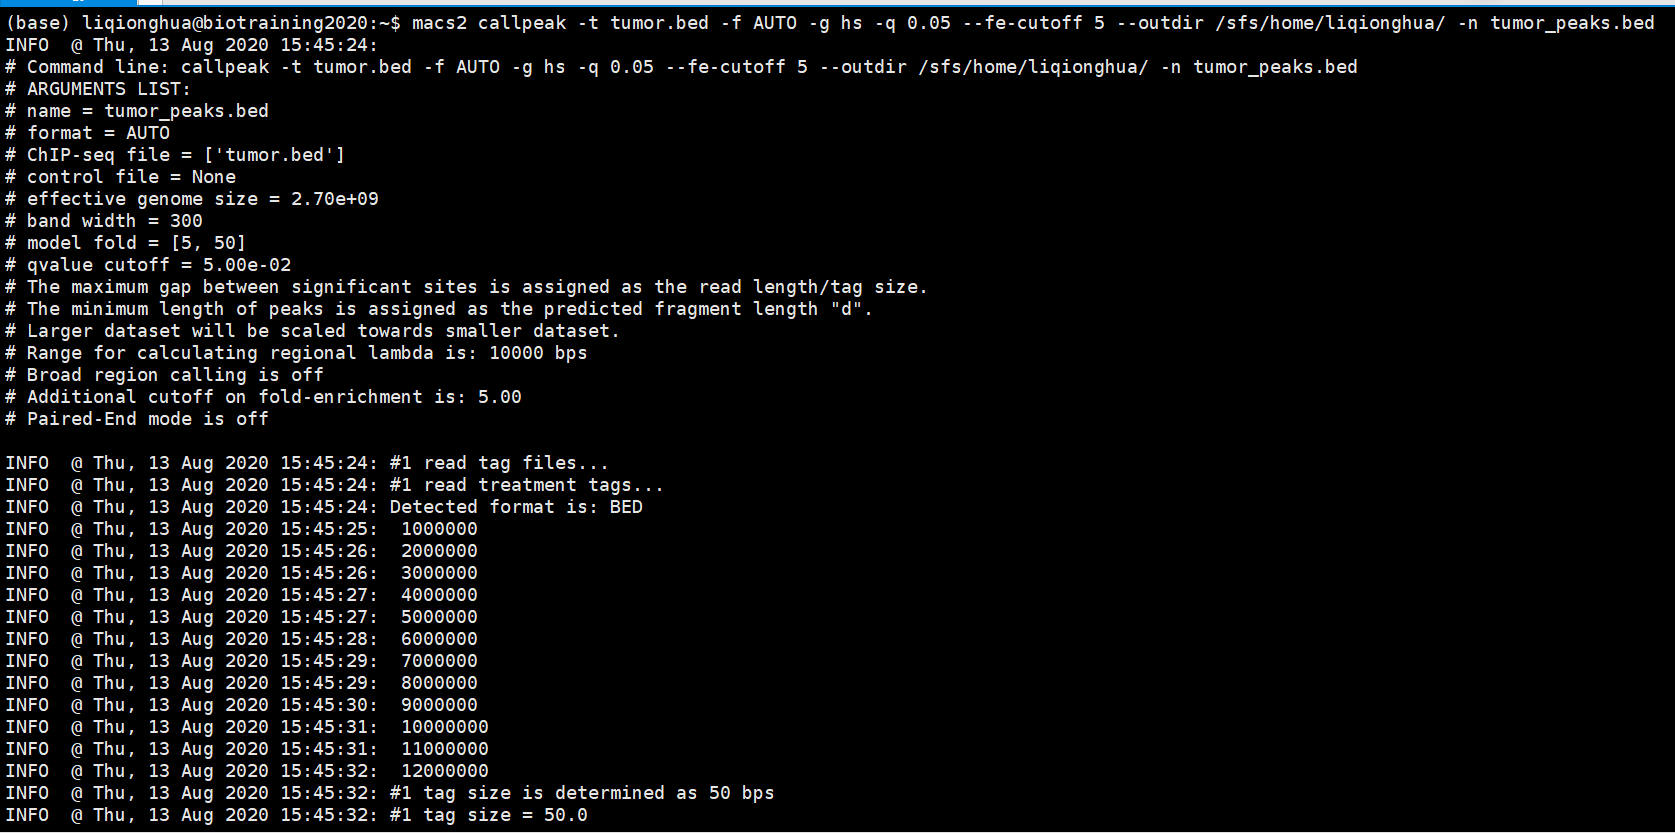 (base) liqionghua@biotraining2020:~$ macs2 callpeak -t tumor.bed -f AUTO -g hs -q 0.05 --fe-cutoff 5 --outdir /sfs/home/liqionghua/ -n tumor_peaks.bed
INFO  @ Thu, 13 Aug 2020 15:45:24:
# Command line: callpeak -t tumor.bed -f AUTO -g hs -q 0.05 --fe-cutoff 5 --outdir /sfs/home/liqionghua/ -n tumor_peaks.bed
# ARGUMENTS LIST:
# name = tumor_peaks.bed
# format = AUTO
# ChIP-seq file = ['tumor.bed']
# control file = None
# effective genome size = 2.70e+09
# band width = 300
# model fold = [5, 50]
# qvalue cutoff = 5.00e-02
# The maximum gap between significant sites is assigned as the read length/tag size.
# The minimum length of peaks is assigned as the predicted fragment length "d".
# Larger dataset will be scaled towards smaller dataset.
# Range for calculating regional lambda is: 10000 bps
# Broad region calling is off
# Additional cutoff on fold-enrichment is: 5.00
# Paired-End mode is off

INFO  @ Thu, 13 Aug 2020 15:45:24: #1 read tag files...
INFO  @ Thu, 13 Aug 2020 15:45:24: #1 read treatment tags...
INFO  @ Thu, 13 Aug 2020 15:45:24: Detected format is: BED
INFO  @ Thu, 13 Aug 2020 15:45:25:  1000000
INFO  @ Thu, 13 Aug 2020 15:45:26:  2000000
INFO  @ Thu, 13 Aug 2020 15:45:26:  3000000
INFO  @ Thu, 13 Aug 2020 15:45:27:  4000000
INFO  @ Thu, 13 Aug 2020 15:45:27:  5000000
INFO  @ Thu, 13 Aug 2020 15:45:28:  6000000
INFO  @ Thu, 13 Aug 2020 15:45:29:  7000000
INFO  @ Thu, 13 Aug 2020 15:45:29:  8000000
INFO  @ Thu, 13 Aug 2020 15:45:30:  9000000
INFO  @ Thu, 13 Aug 2020 15:45:31:  10000000
INFO  @ Thu, 13 Aug 2020 15:45:31:  11000000
INFO  @ Thu, 13 Aug 2020 15:45:32:  12000000
INFO  @ Thu, 13 Aug 2020 15:45:32: #1 tag size is determined as 50 bps
INFO  @ Thu, 13 Aug 2020 15:45:32: #1 tag size = 50.0